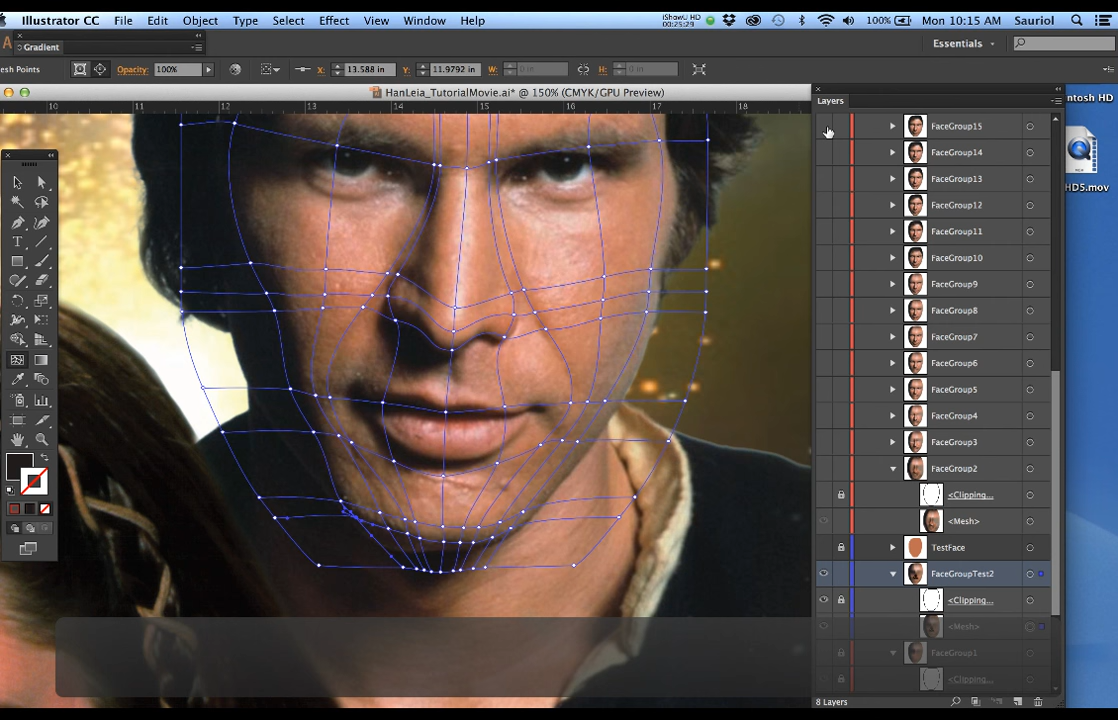 Illustrator CC File Edit Object Type Select Effect View Window Help iShowU HD 00:25:29 100% Mon 10:15 AM Sauriol
Gradient Essentials
esh Points Opacity: 100% X: 13.588 in Y: 11.9792 in W: 0 in H: 0 in
HanLeia_TutorialMovie.ai* @ 150% (CMYK/GPU Preview)
10 11 12 13 14 15 16 17 18
Layers
ntosh HD
HD5.mov
FaceGroup15
FaceGroup14
FaceGroup13
FaceGroup12
FaceGroup11
FaceGroup10
FaceGroup9
FaceGroup8
FaceGroup7
FaceGroup6
FaceGroup5
FaceGroup4
FaceGroup3
FaceGroup2
<Clipping...
<Mesh>
TestFace
FaceGroupTest2
<Clipping...
<Mesh>
FaceGroup1
<Clipping...
8 Layers